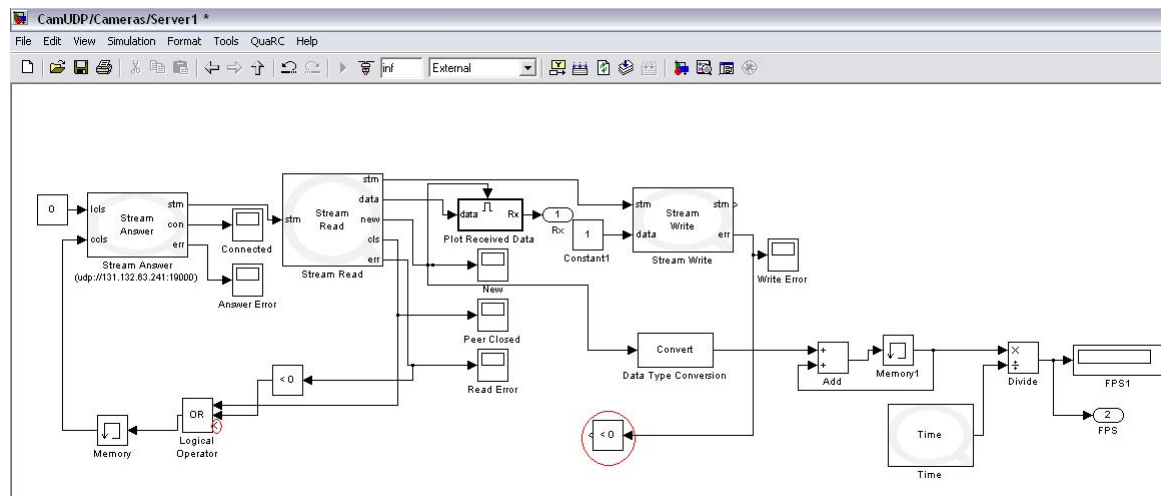 CamUDP/Cameras/Server1 *
File Edit View Simulation Format Tools QuaRC Help
inf External
0
lcls
ccls
Stream
Answer
stm
con
err
Stream Answer
(udp://131.132.63.241:19000)
Connected
Answer Error
stm
Stream
Read
stm
data
new
cls
err
Stream Read
data Rx
Plot Received Data
1
Rx
1
Constant1
stm
data
Stream
Write
stm
err
Stream Write
Write Error
New
Peer Closed
Read Error
Convert
Data Type Conversion
+
+
Add
Memory1
×
÷
Divide
FPS1
2
FPS
Time
Time
< 0
OR
Logical
Operator
Memory
< 0